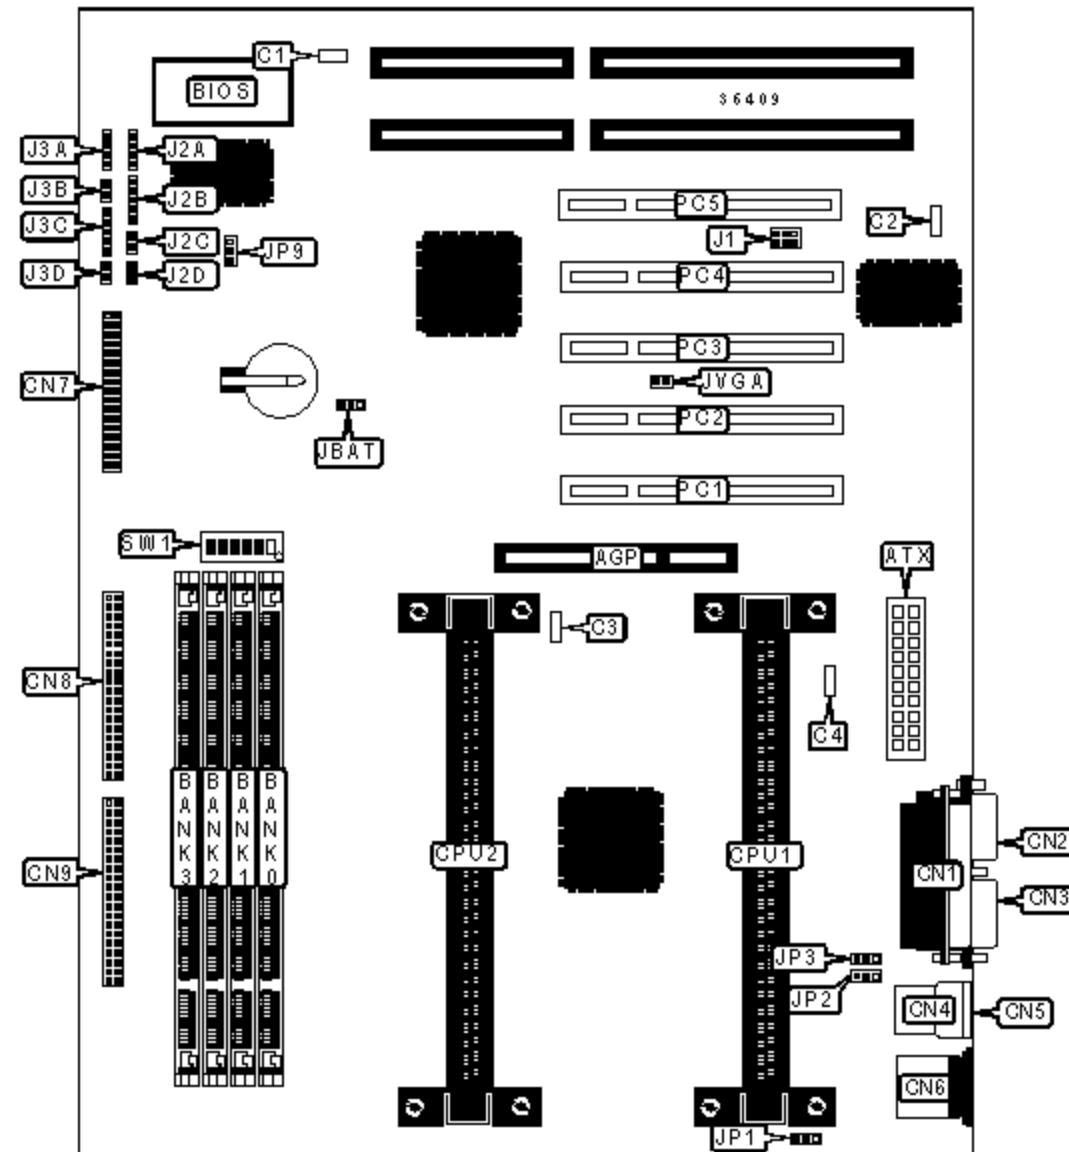 C1
BIOS
36409
J3A
J2A
J3B
J2B
J3C
J2C
JP9
J3D
J2D
PC5
C2
J1
PC4
PC3
CN7
JVGA
PC2
JBAT
PC1
SW1
AGP
ATX
C3
CN8
C4
BANK3
BANK2
BANK1
BANK0
CPU2
CPU1
CN2
CN9
CN1
CN3
JP3
JP2
CN4
CN5
CN6
JP1